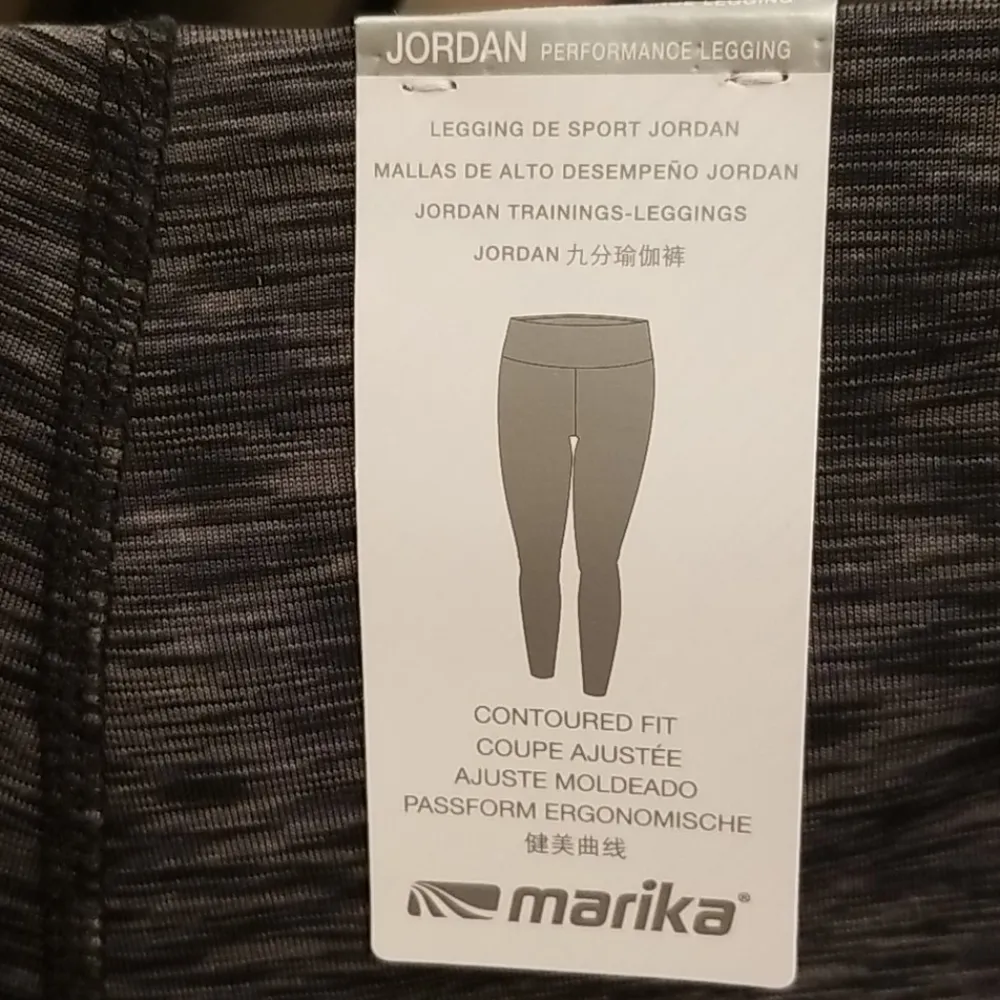 JORDAN PERFORMANCE LEGGING
LEGGING DE SPORT JORDAN
MALLAS DE ALTO DESEMPEÑO JORDAN
JORDAN TRAININGS-LEGGINGS
JORDAN 九分瑜伽裤
CONTOURED FIT
COUPE AJUSTÉE
AJUSTE MOLDEADO
PASSFORM ERGONOMISCHE
健美曲线
marika®